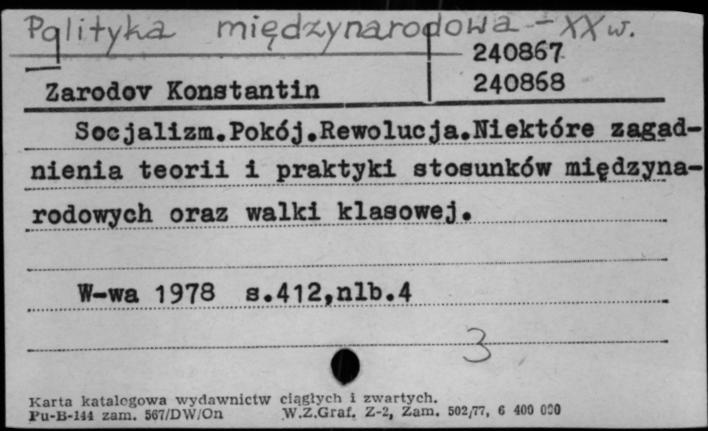 Polityka międzynarodowa - XX w.
240867
Zarodov Konstantin 240868
Socjalizm.Pokój.Rewolucja.Niektóre zagad-
nienia teorii i praktyki stosunków międzyna-
rodowych oraz walki klasowej.
W-wa 1978 s.412,nlb.4
3
Karta katalogowa wydawnictw ciągłych i zwartych.
Pu-B-144 zam. 567/DW/On W.Z.Graf. Z-2, Zam. 502/77, 6 400 000